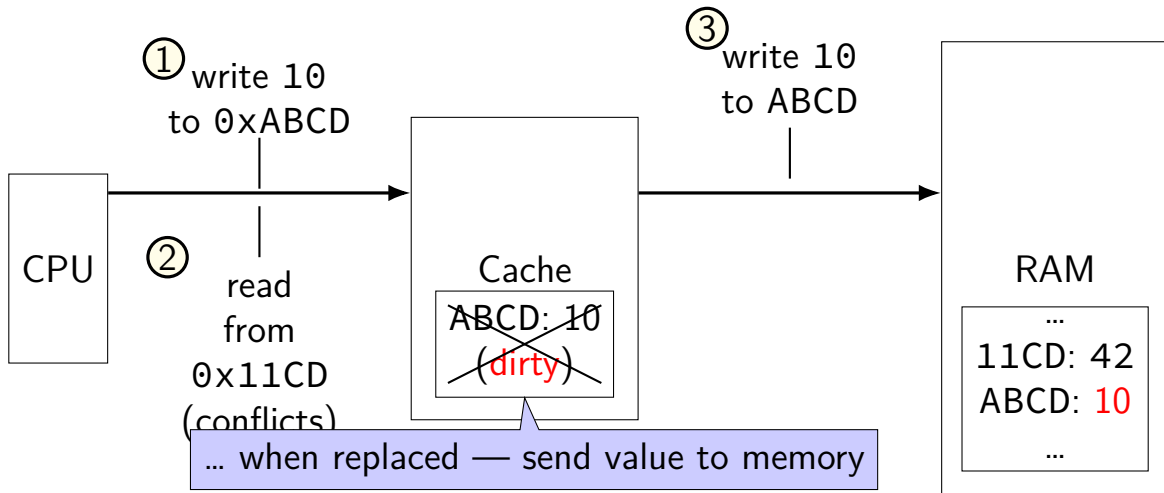 1
write 10
to 0xABCD
3
write 10
to ABCD
CPU
2
read
from
0x11CD
(conflicts)
Cache
ABCD: 10
(dirty)
RAM
...
11CD: 42
ABCD: 10
...
... when replaced — send value to memory